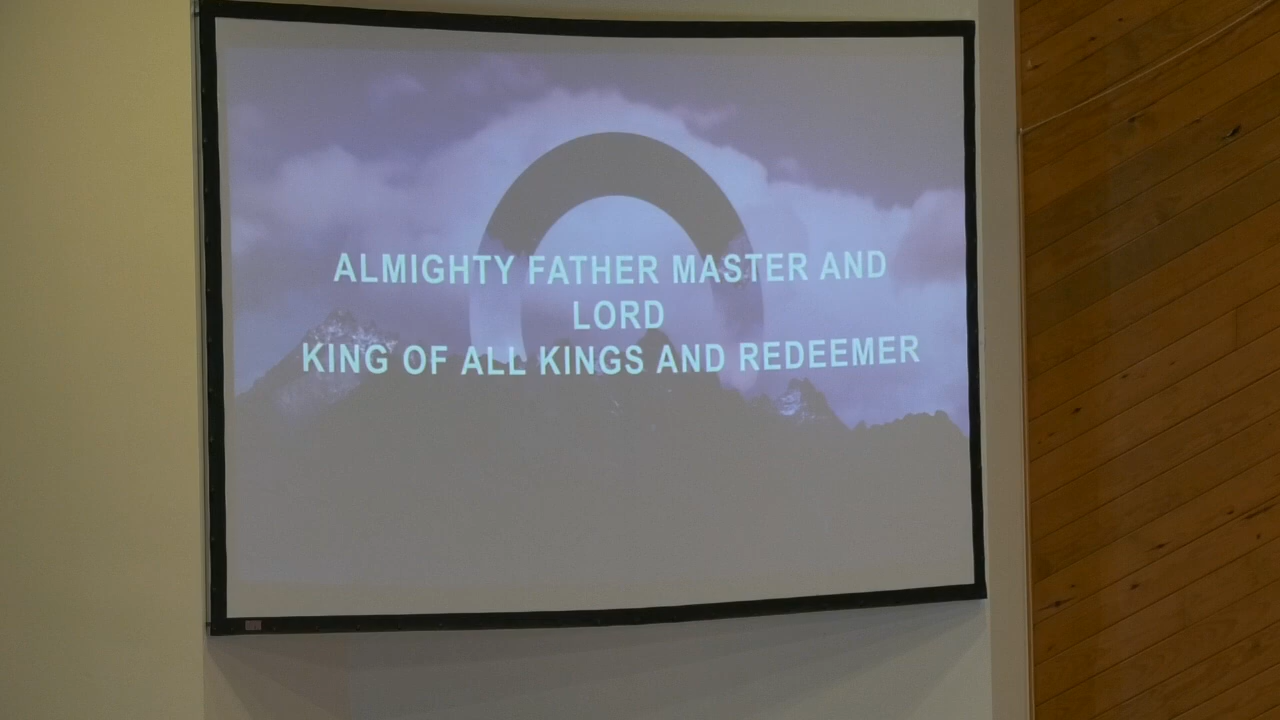 ALMIGHTY FATHER MASTER AND
LORD
KING OF ALL KINGS AND REDEEMER